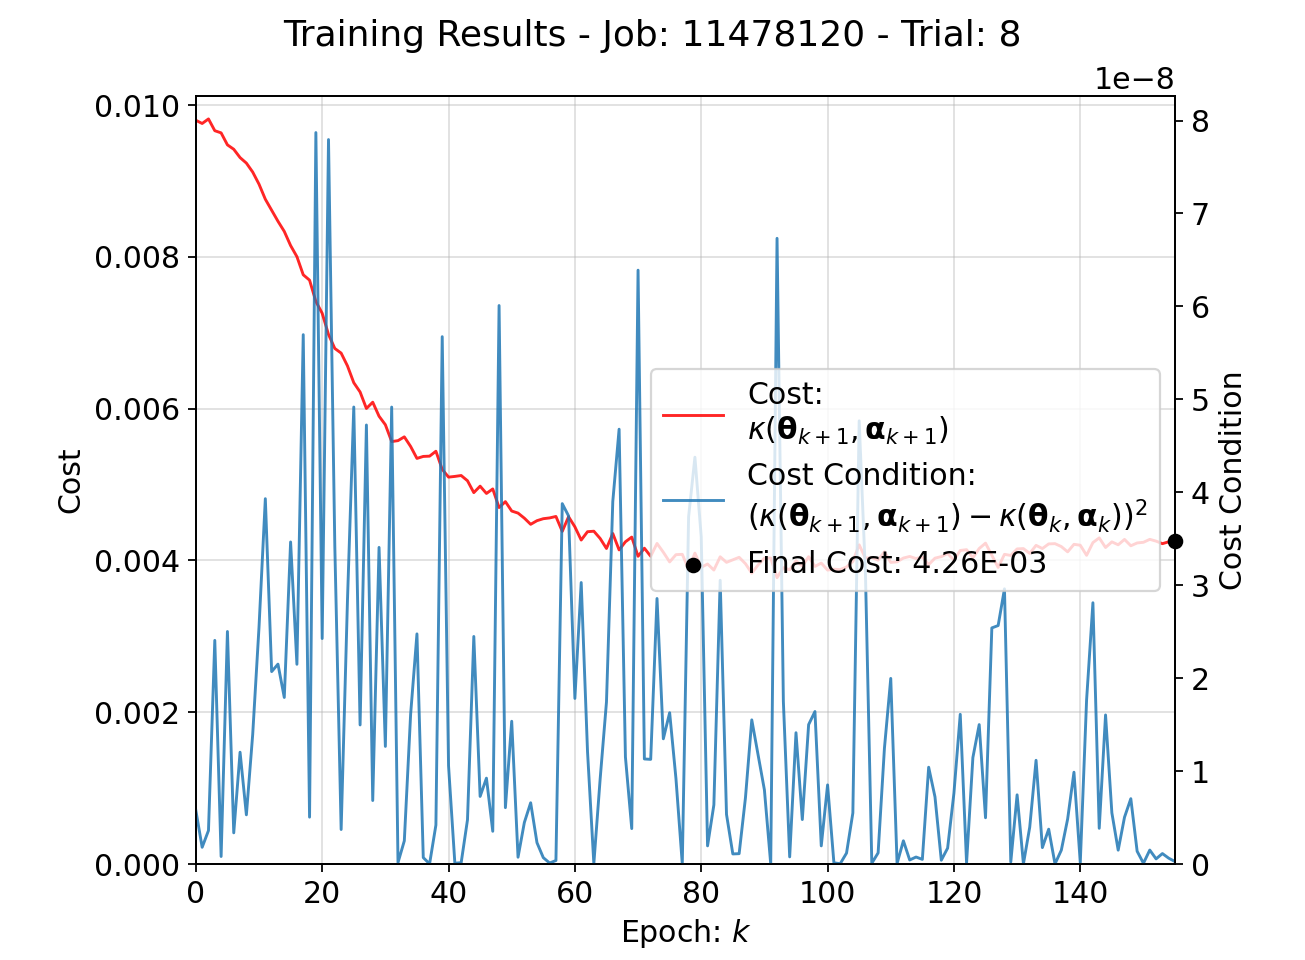 Training Results - Job: 11478120 - Trial: 8
1e−8
0.010
0.008
0.006
0.004
0.002
0.000
Cost
8
7
6
5
4
3
2
1
0
Cost Condition
Cost:
κ(θ_{k+1}, α_{k+1})
Cost Condition:
(κ(θ_{k+1}, α_{k+1}) − κ(θ_k, α_k))²
Final Cost: 4.26E-03
0 20 40 60 80 100 120 140
Epoch: k